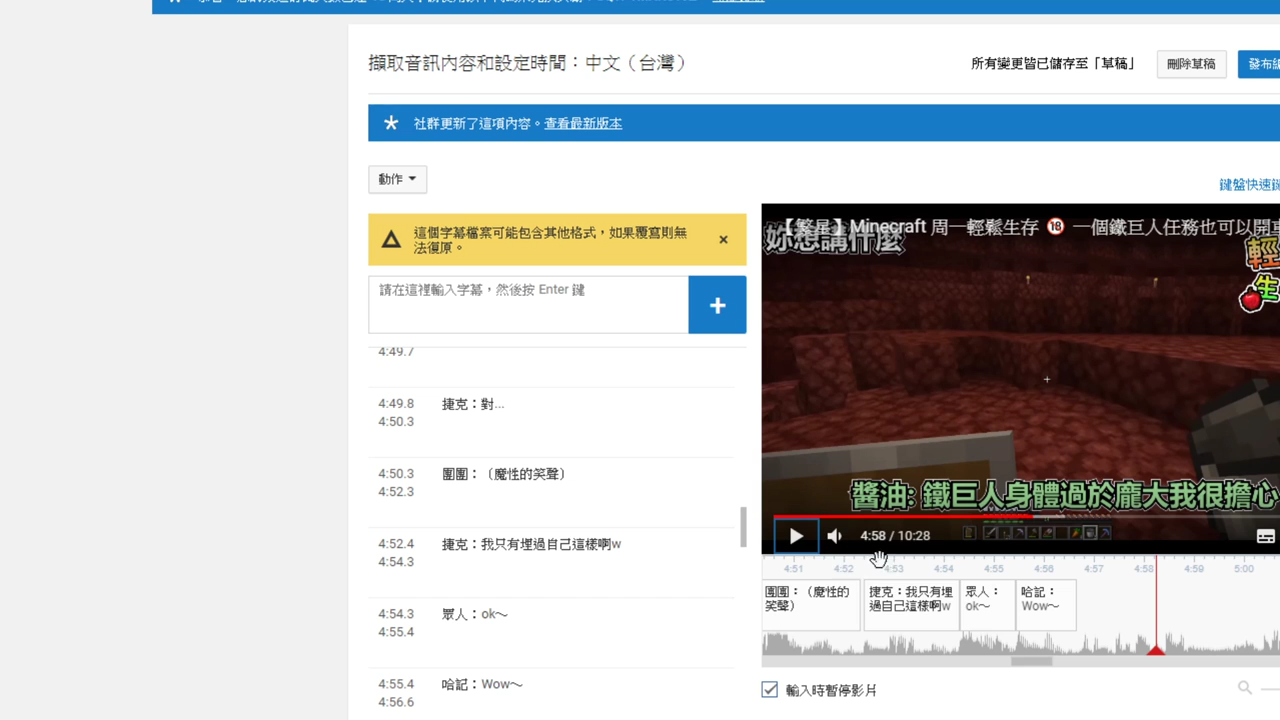 擷取音訊內容和設定時間：中文（台灣）
所有變更皆已儲存至「草稿」
刪除草稿
發布編
社群更新了這項內容。查看最新版本
動作
鍵盤快速鍵
這個字幕檔案可能包含其他格式，如果覆寫則無
法復原。
請在這裡輸入字幕，然後按 Enter 鍵
4:49.7
4:49.8
捷克：對...
4:50.3
4:50.3
團團：（魔性的笑聲）
4:52.3
4:52.4
捷克：我只有埋過自己這樣啊w
4:54.3
4:54.3
眾人：ok～
4:55.4
4:55.4
哈記：Wow～
4:56.6
【繁星】Minecraft 周一輕鬆生存 🔞 一個鐵巨人任務也可以開車
妳想講什麼
輕
生
醬油: 鐵巨人身體過於龐大我很擔心
4:58 / 10:28
4:51 4:52 4:53 4:54 4:55 4:56 4:57 4:58 4:59 5:00
團團：（魔性的
笑聲）
捷克：我只有埋
過自己這樣啊w
眾人：
ok～
哈記：
Wow～
輸入時暫停影片